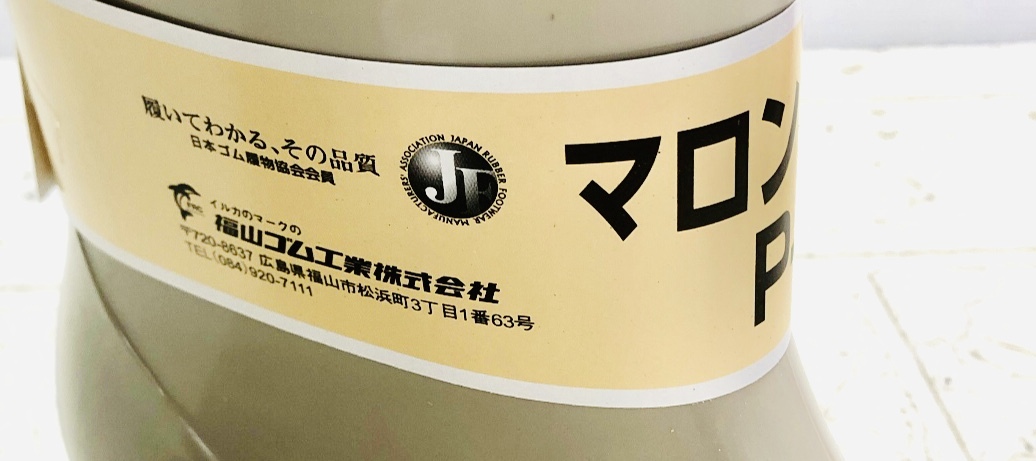 履いてわかる、その品質
日本ゴム履物協会会員
JAPAN RUBBER FOOTWEAR MANUFACTURERS' ASSOCIATION
JF
イルカのマークの
福山ゴム工業株式会社
〒720-8637 広島県福山市松浜町3丁目1番63号
TEL(084)920-7111
マロン
P-